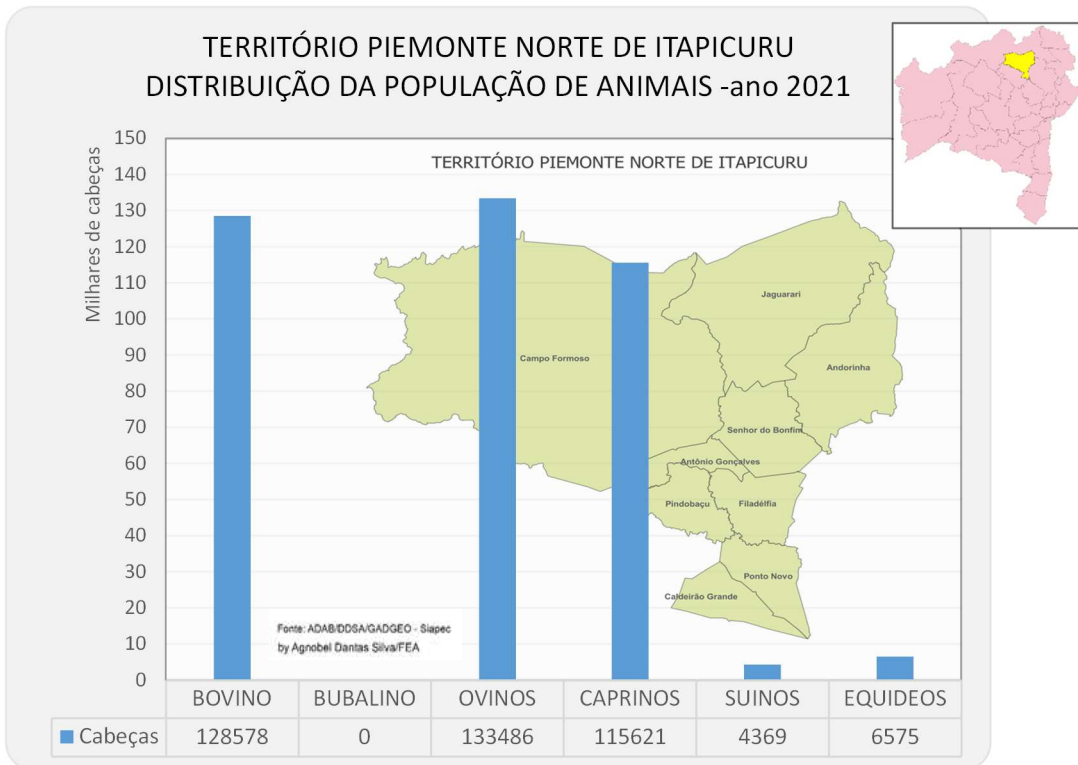 TERRITÓRIO PIEMONTE NORTE DE ITAPICURU
DISTRIBUIÇÃO DA POPULAÇÃO DE ANIMAIS -ano 2021
Milhares de cabeças
150
140
130
120
110
100
90
80
70
60
50
40
30
20
10
0
TERRITÓRIO PIEMONTE NORTE DE ITAPICURU
Jaguarari
Campo Formoso
Andorinha
Senhor do Bonfim
Antônio Gonçalves
Pindobaçu
Filadélfia
Ponto Novo
Caldeirão Grande
Fonte: ADAB/DDSA/GADGEO - Siapec
by Agnobel Dantas Silva/FEA
BOVINO BUBALINO OVINOS CAPRINOS SUINOS EQUIDEOS
Cabeças 128578 0 133486 115621 4369 6575